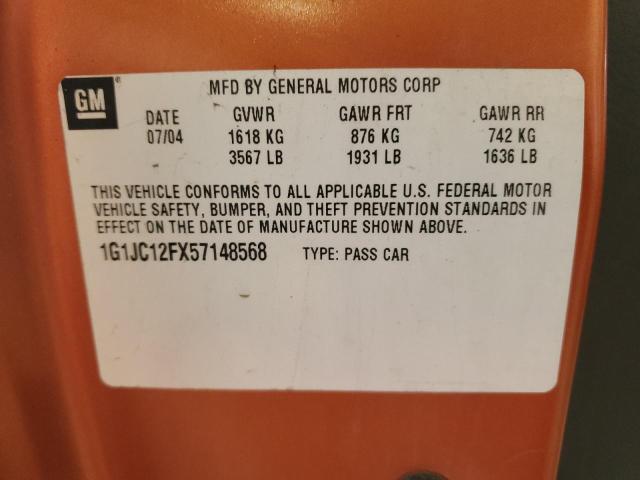 GM
MFD BY GENERAL MOTORS CORP
DATE GVWR GAWR FRT GAWR RR
07/04 1618 KG 876 KG 742 KG
3567 LB 1931 LB 1636 LB
THIS VEHICLE CONFORMS TO ALL APPLICABLE U.S. FEDERAL MOTOR
VEHICLE SAFETY, BUMPER, AND THEFT PREVENTION STANDARDS IN
EFFECT ON THE DATE OF MANUFACTURE SHOWN ABOVE.
1G1JC12FX57148568 TYPE: PASS CAR